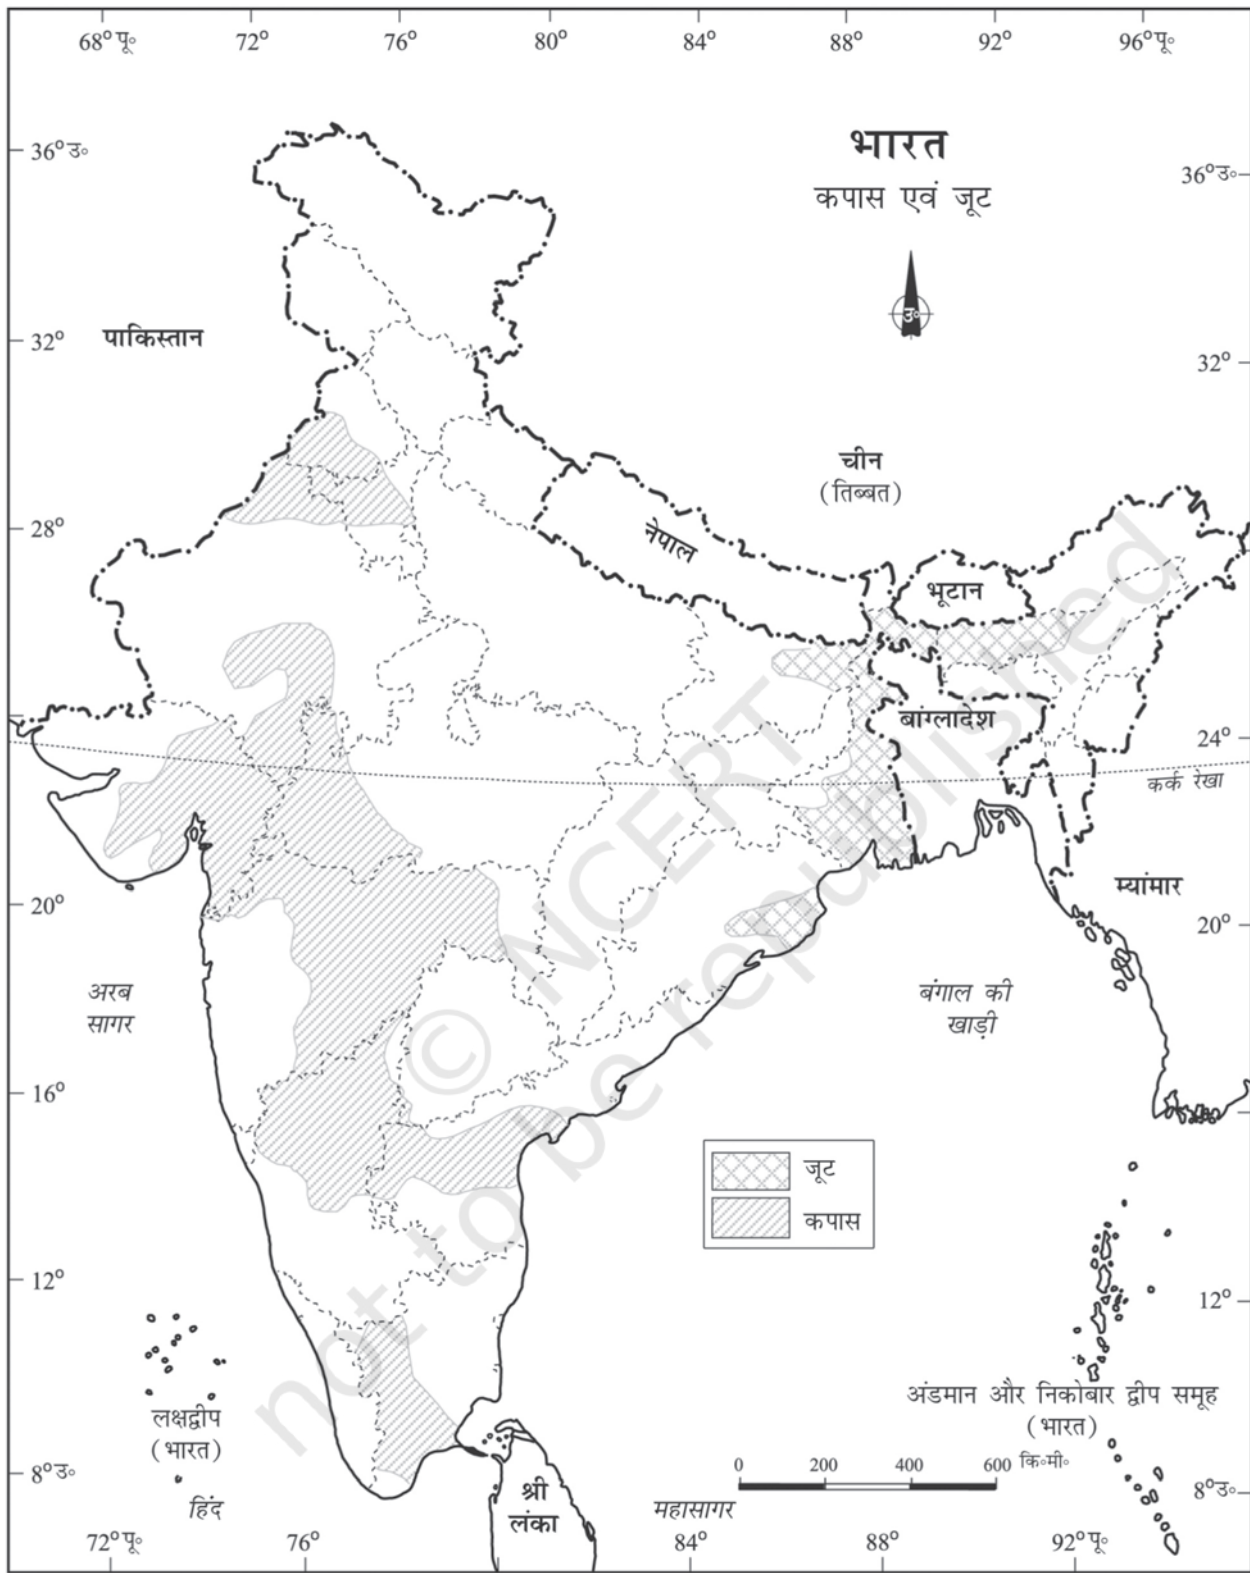 68°पू॰ 72° 76° 80° 84° 88° 92° 96°पू॰
भारत
कपास एवं जूट
36°उ॰
36°उ॰
उ॰
पाकिस्तान
32°
32°
चीन
(तिब्बत)
28°
नेपाल
भूटान
बांग्लादेश
24°
कर्क रेखा
म्यांमार
20°
20°
अरब
सागर
बंगाल की
खाड़ी
16°
जूट
कपास
12°
12°
अंडमान और निकोबार द्वीप समूह
(भारत)
लक्षद्वीप
(भारत)
0 200 400 600 कि॰मी॰
8°उ॰
8°उ॰
श्री
लंका
हिंद
महासागर
72°पू॰ 76° 84 88° 92°पू॰
© NCERT
not to be republished